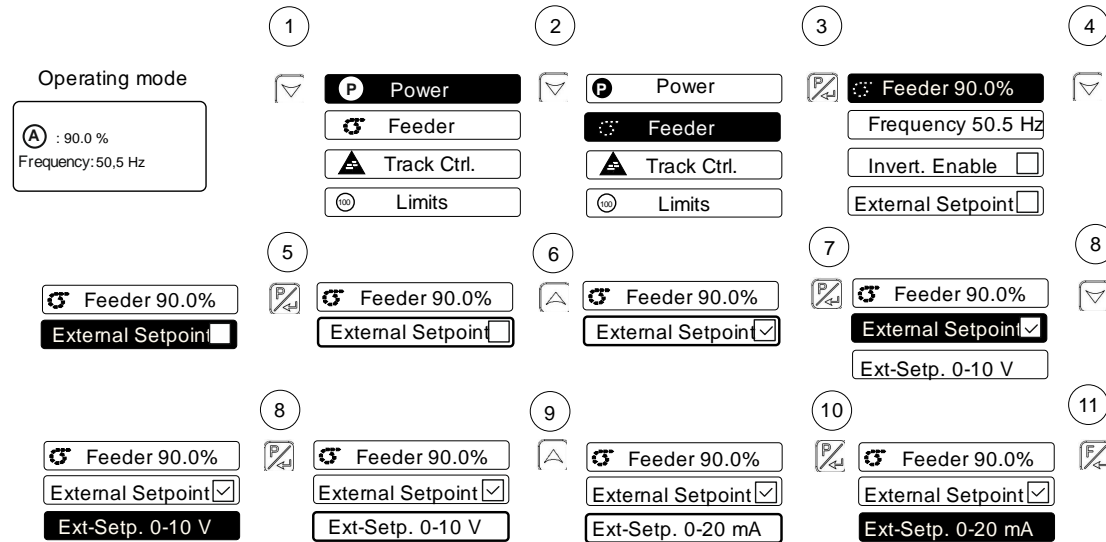 1
2
3
4
Operating mode
A : 90.0 %
Frequency: 50,5 Hz
P Power
Feeder
Track Ctrl.
100 Limits
P Power
Feeder
Track Ctrl.
100 Limits
P
Feeder 90.0%
Frequency 50.5 Hz
Invert. Enable
External Setpoint
5
6
7
8
Feeder 90.0%
External Setpoint
P
Feeder 90.0%
External Setpoint
Feeder 90.0%
External Setpoint
P
Feeder 90.0%
External Setpoint
Ext-Setp. 0-10 V
8
9
10
11
Feeder 90.0%
External Setpoint
Ext-Setp. 0-10 V
P
Feeder 90.0%
External Setpoint
Ext-Setp. 0-10 V
Feeder 90.0%
External Setpoint
Ext-Setp. 0-20 mA
P
Feeder 90.0%
External Setpoint
Ext-Setp. 0-20 mA
F